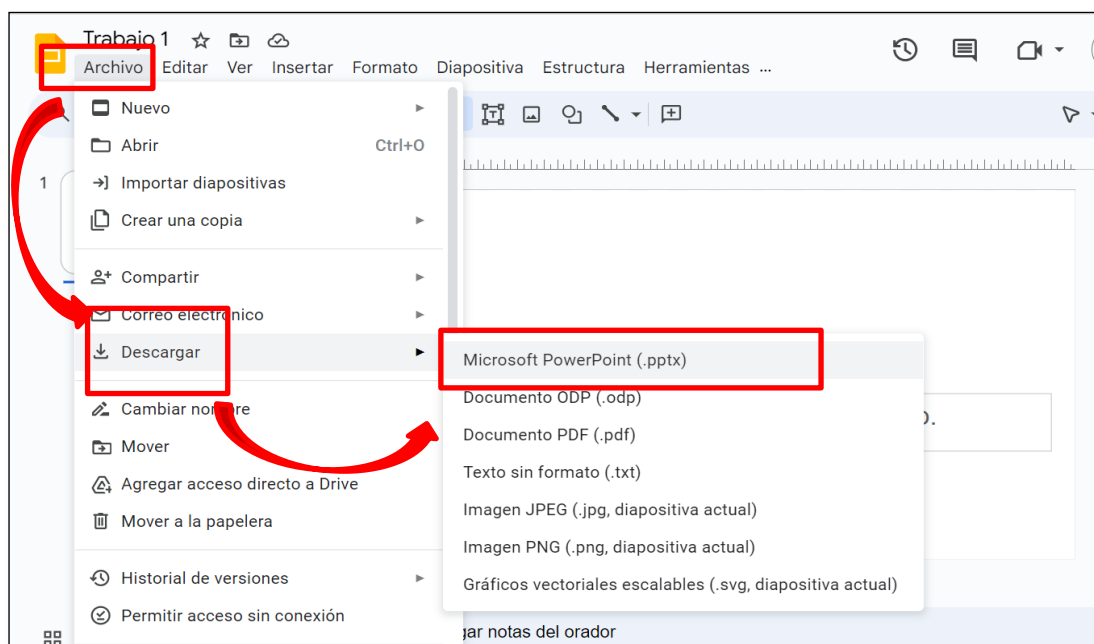 Trabajo 1
Archivo Editar Ver Insertar Formato Diapositiva Estructura Herramientas ...
Nuevo
Abrir Ctrl+O
1
Importar diapositivas
Crear una copia
Compartir
Correo electrónico
Descargar
Microsoft PowerPoint (.pptx)
Documento ODP (.odp)
Documento PDF (.pdf)
Texto sin formato (.txt)
Imagen JPEG (.jpg, diapositiva actual)
Imagen PNG (.png, diapositiva actual)
Gráficos vectoriales escalables (.svg, diapositiva actual)
Cambiar nombre
Mover
Agregar acceso directo a Drive
Mover a la papelera
Historial de versiones
Permitir acceso sin conexión
notas del orador